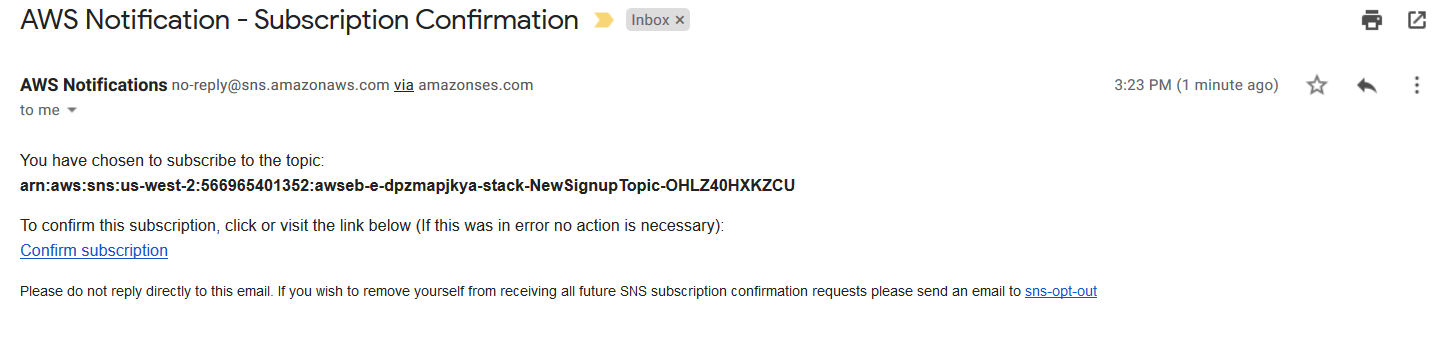 AWS Notification - Subscription Confirmation Inbox ×
AWS Notifications no-reply@sns.amazonaws.com via amazonses.com 3:23 PM (1 minute ago)
to me
You have chosen to subscribe to the topic:
arn:aws:sns:us-west-2:566965401352:awseb-e-dpzmapjkya-stack-NewSignupTopic-OHLZ40HXKZCU
To confirm this subscription, click or visit the link below (If this was in error no action is necessary):
Confirm subscription
Please do not reply directly to this email. If you wish to remove yourself from receiving all future SNS subscription confirmation requests please send an email to sns-opt-out